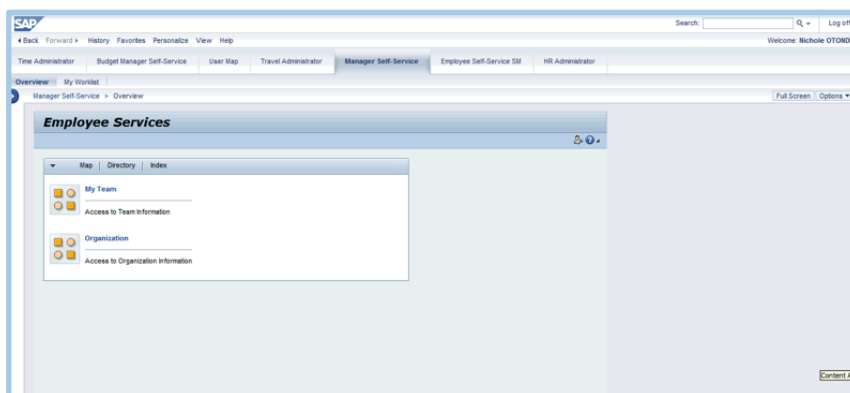 SAP
Search: Log off
Back Forward History Favorites Personalize View Help Welcome: Nichole OTOND
Time Administrator Budget Manager Self-Service User Map Travel Administrator Manager Self-Service Employee Self-Service SM HR Administrator
Overview My Worklist
Manager Self-Service > Overview Full Screen Options
Employee Services
Map | Directory | Index
My Team
Access to Team Information
Organization
Access to Organization Information
Content A